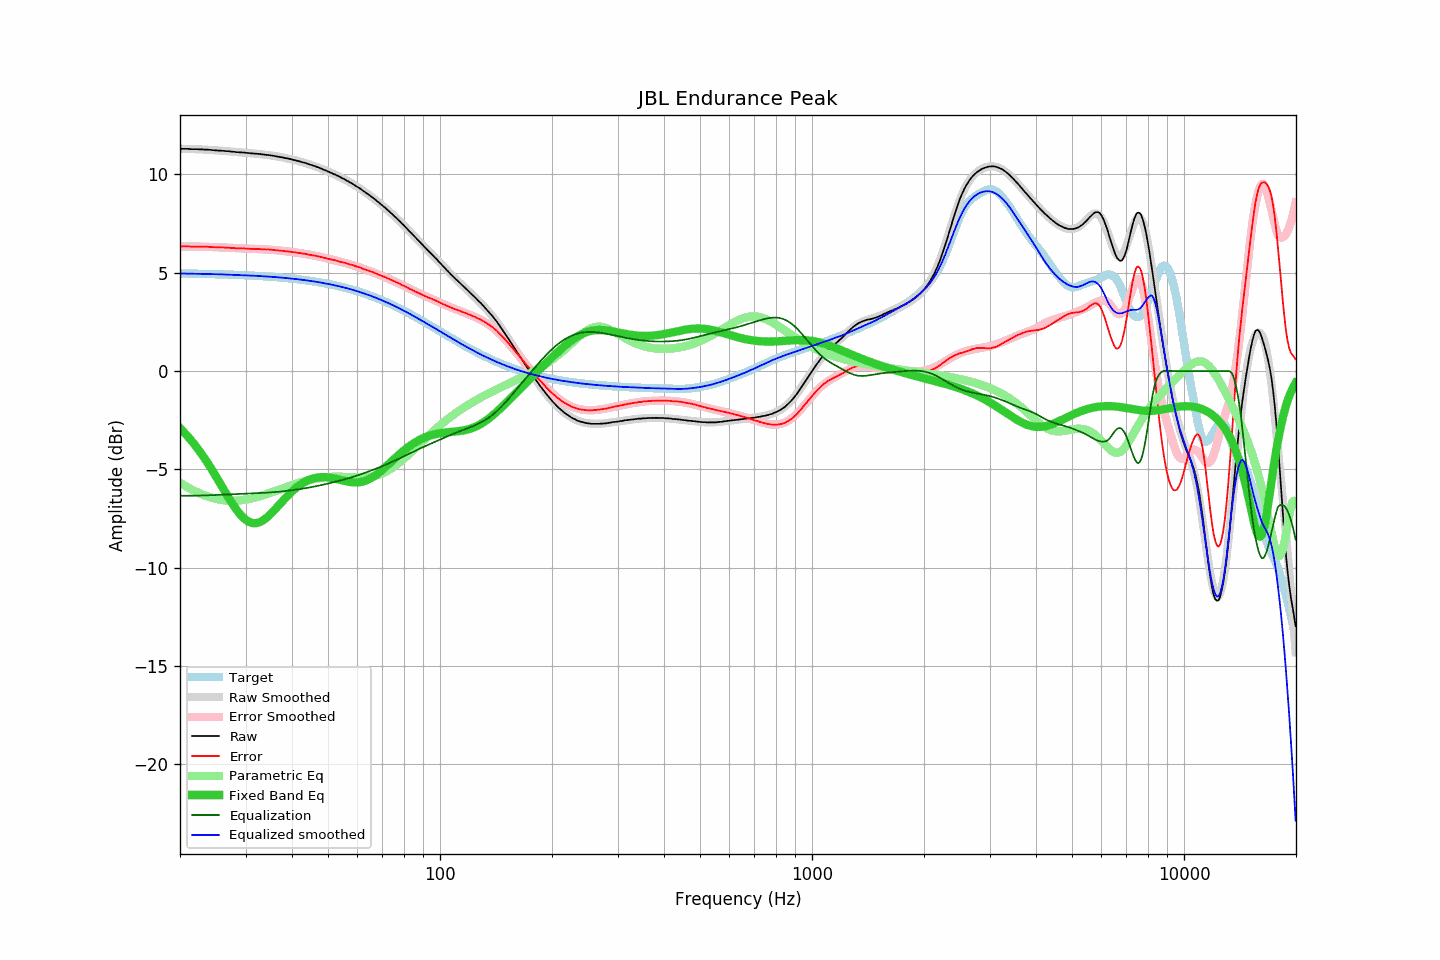 JBL Endurance Peak
10
5
0
−5
−10
−15
−20
Amplitude (dBr)
Target
Raw Smoothed
Error Smoothed
Raw
Error
Parametric Eq
Fixed Band Eq
Equalization
Equalized smoothed
100 1000 10000
Frequency (Hz)